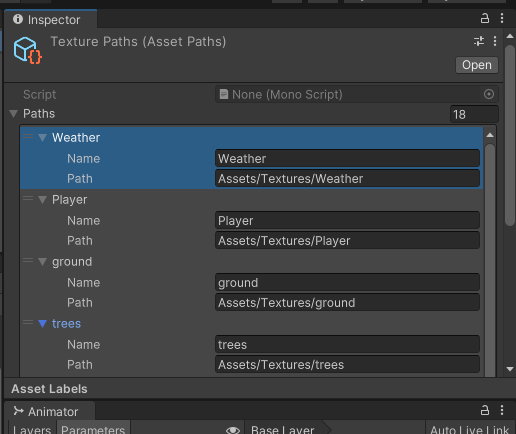 Inspector
Texture Paths (Asset Paths)
Open
Script None (Mono Script)
Paths 18
Weather
Name Weather
Path Assets/Textures/Weather
Player
Name Player
Path Assets/Textures/Player
ground
Name ground
Path Assets/Textures/ground
trees
Name trees
Path Assets/Textures/trees
Asset Labels
Animator
Layers Parameters Base Layer Auto Live Link